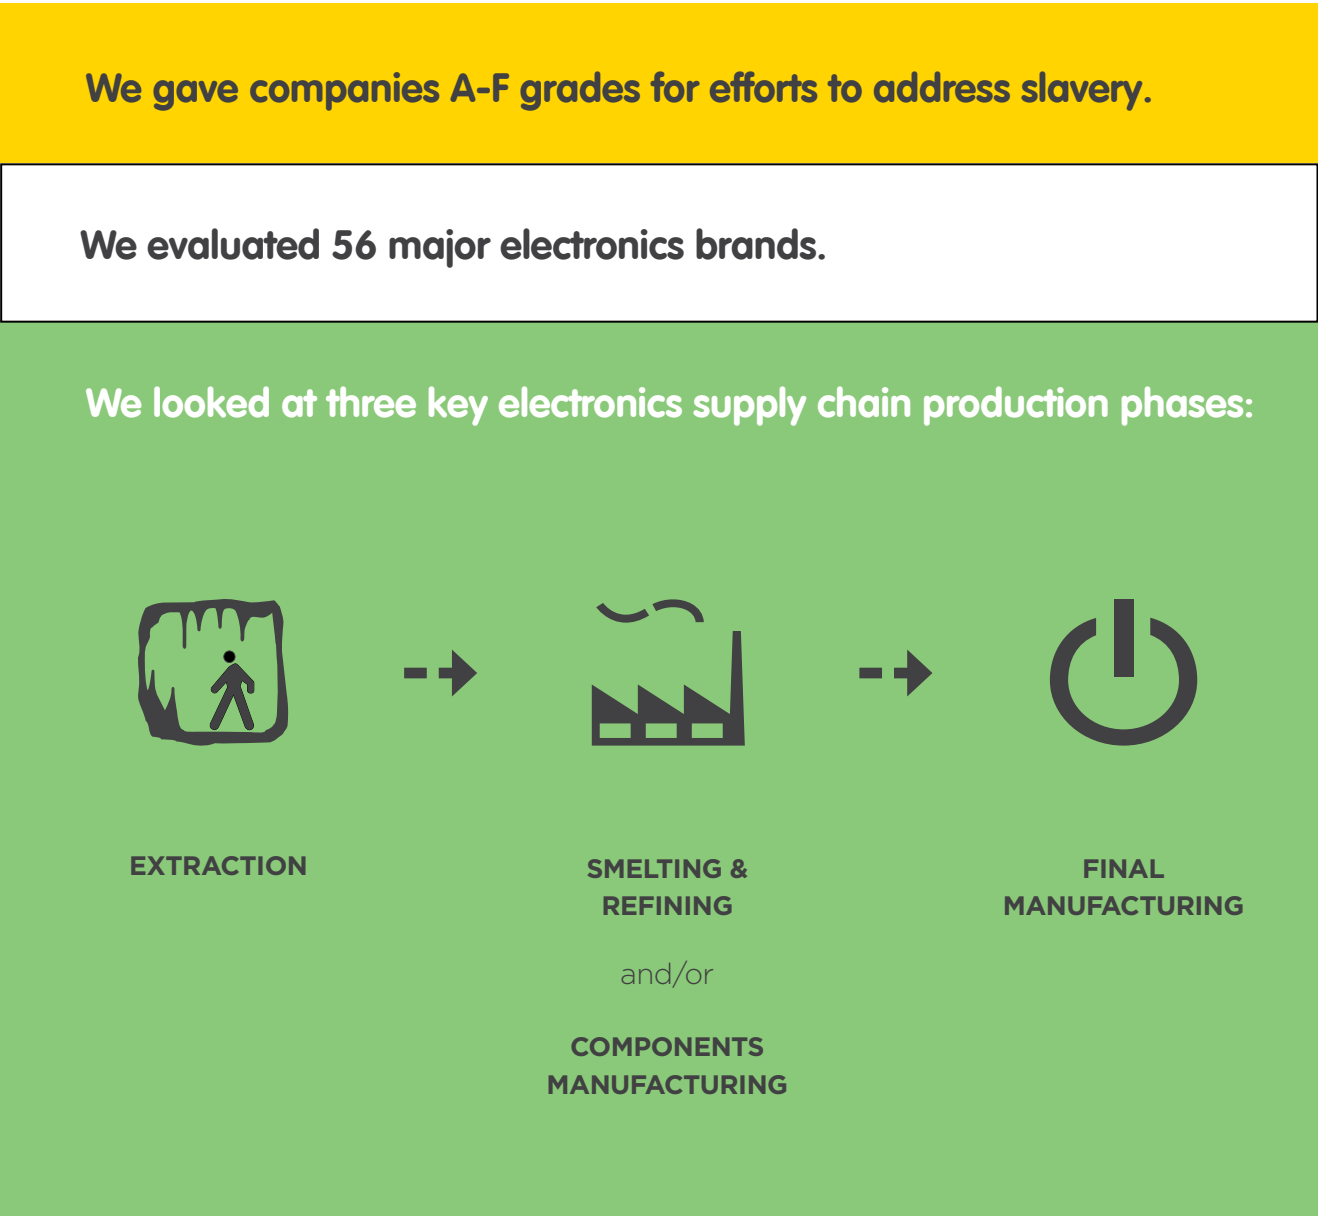 We gave companies A-F grades for efforts to address slavery.
We evaluated 56 major electronics brands.
We looked at three key electronics supply chain production phases:
EXTRACTION
SMELTING &
REFINING
and/or
COMPONENTS
MANUFACTURING
FINAL
MANUFACTURING